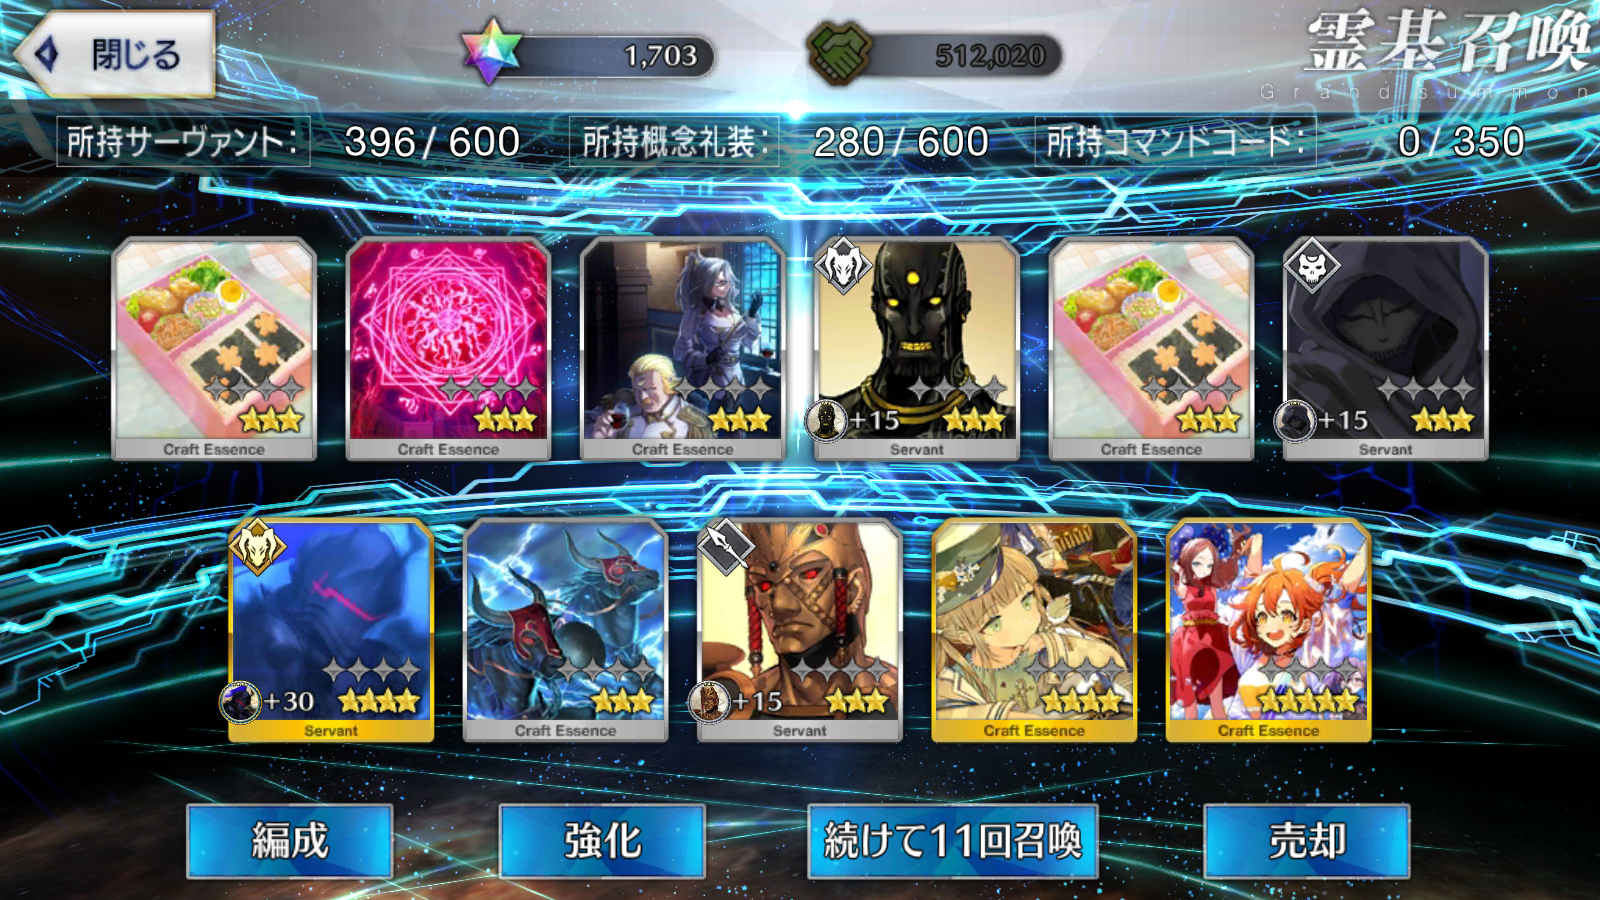 閉じる
1,703
512,020
霊基召喚
Grand summon
所持サーヴァント: 396 / 600
所持概念礼装: 280 / 600
所持コマンドコード: 0 / 350
Craft Essence
Craft Essence
Craft Essence
+15
Servant
Craft Essence
+15
Servant
+30
Servant
Craft Essence
+15
Servant
Craft Essence
Craft Essence
編成
強化
続けて11回召喚
売却